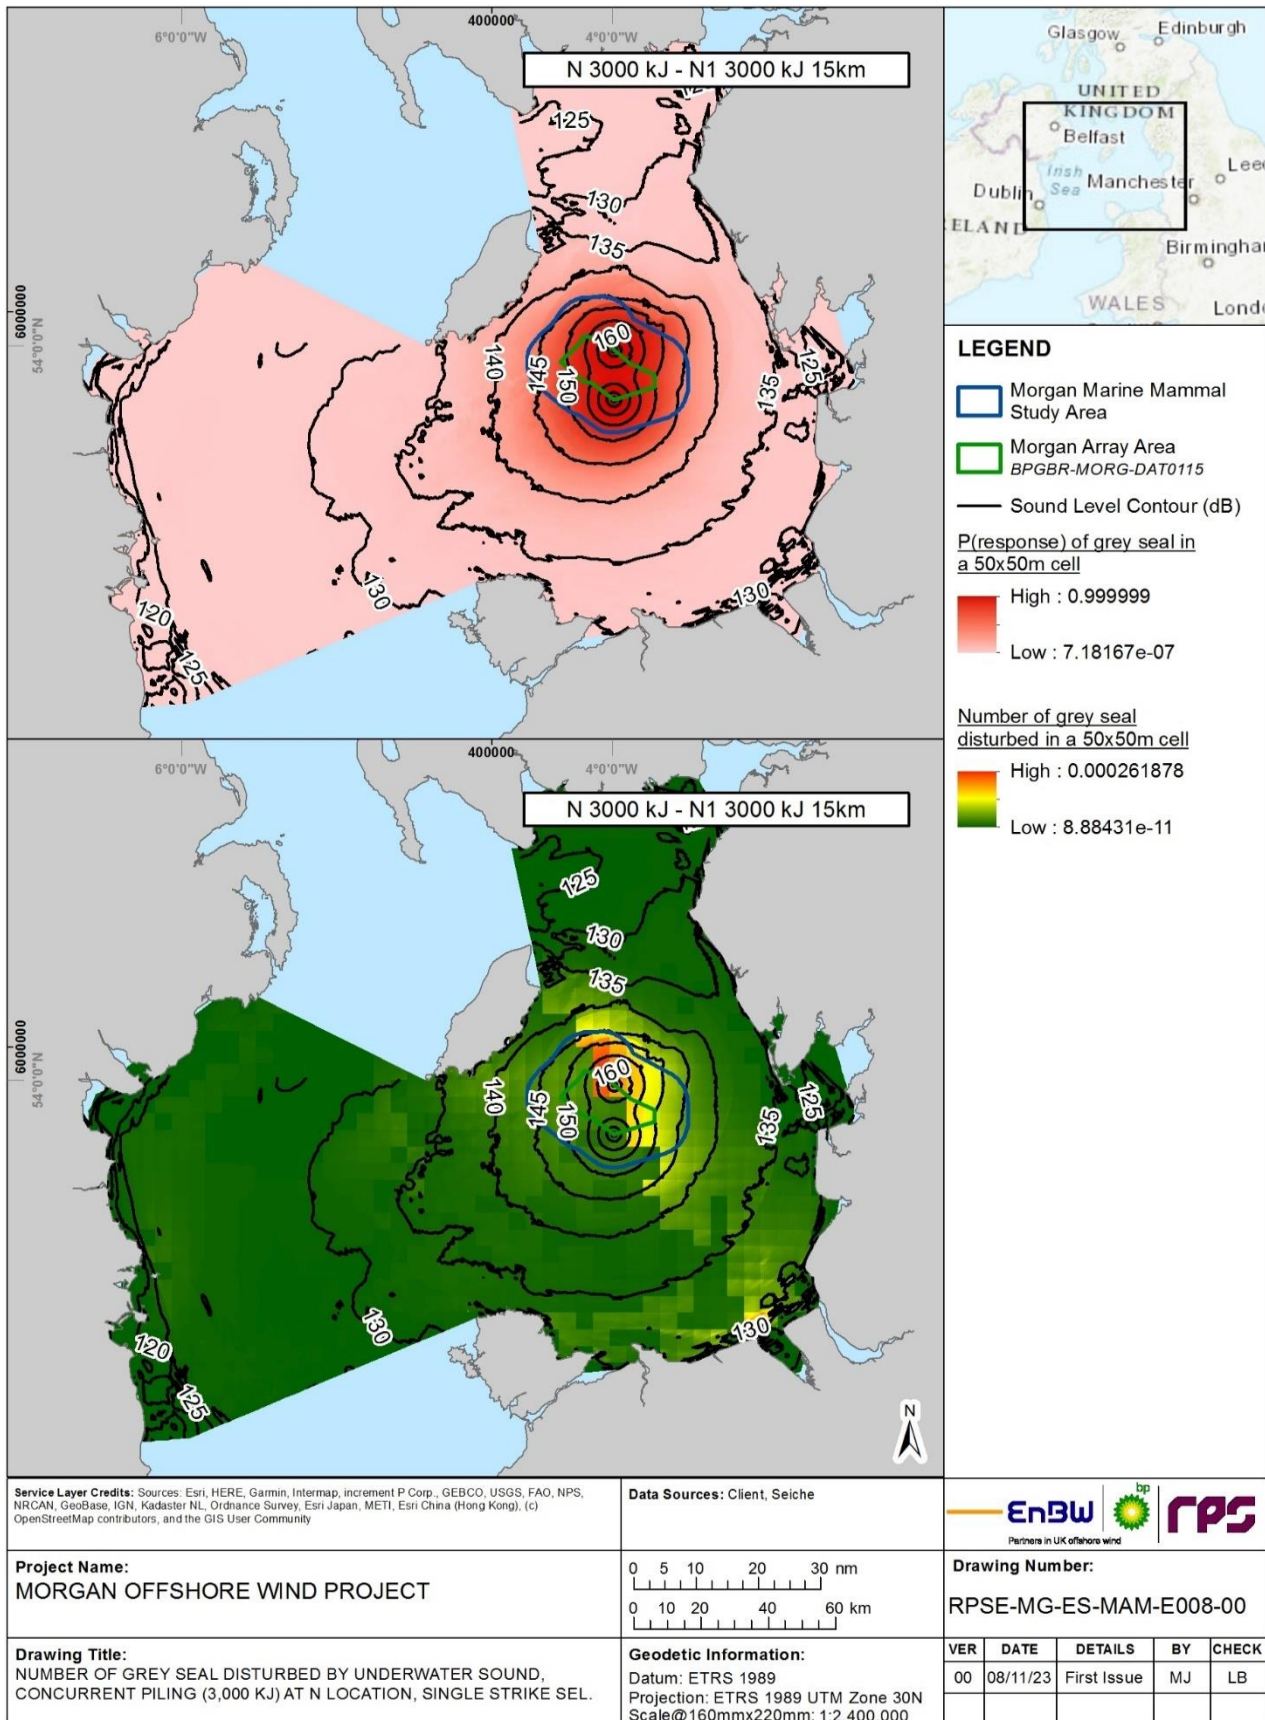 400000
6°0'0"W
4°0'0"W
N 3000 kJ - N1 3000 kJ 15km
125
130
135
6000000
54°0'0"N
160
140
145
150
135
125
130
130
120
125
400000
6°0'0"W
4°0'0"W
N 3000 kJ - N1 3000 kJ 15km
125
130
135
6000000
54°0'0"N
160
140
145
150
135
125
130
130
120
125
N
Glasgow
Edinburgh
UNITED
KINGDOM
Belfast
Irish
Sea
Manchester
Lee
Dublin
ELAND
Birmingha
WALES
Lond
LEGEND
Morgan Marine Mammal
Study Area
Morgan Array Area
BPGBR-MORG-DAT0115
Sound Level Contour (dB)
P(response) of grey seal in
a 50x50m cell
High : 0.999999
Low : 7.18167e-07
Number of grey seal
disturbed in a 50x50m cell
High : 0.000261878
Low : 8.88431e-11
Service Layer Credits: Sources: Esri, HERE, Garmin, Intermap, increment P Corp., GEBCO, USGS, FAO, NPS,
NRCAN, GeoBase, IGN, Kadaster NL, Ordnance Survey, Esri Japan, METI, Esri China (Hong Kong), (c)
OpenStreetMap contributors, and the GIS User Community
Data Sources: Client, Seiche
EnBW
bp
rps
Partners in UK offshore wind
Project Name:
MORGAN OFFSHORE WIND PROJECT
0 5 10 20 30 nm
0 10 20 40 60 km
Drawing Number:
RPSE-MG-ES-MAM-E008-00
Drawing Title:
NUMBER OF GREY SEAL DISTURBED BY UNDERWATER SOUND,
CONCURRENT PILING (3,000 KJ) AT N LOCATION, SINGLE STRIKE SEL.
Geodetic Information:
Datum: ETRS 1989
Projection: ETRS 1989 UTM Zone 30N
Scale@160mmx220mm: 1:2 400 000
VER DATE DETAILS BY CHECK
00 08/11/23 First Issue MJ LB